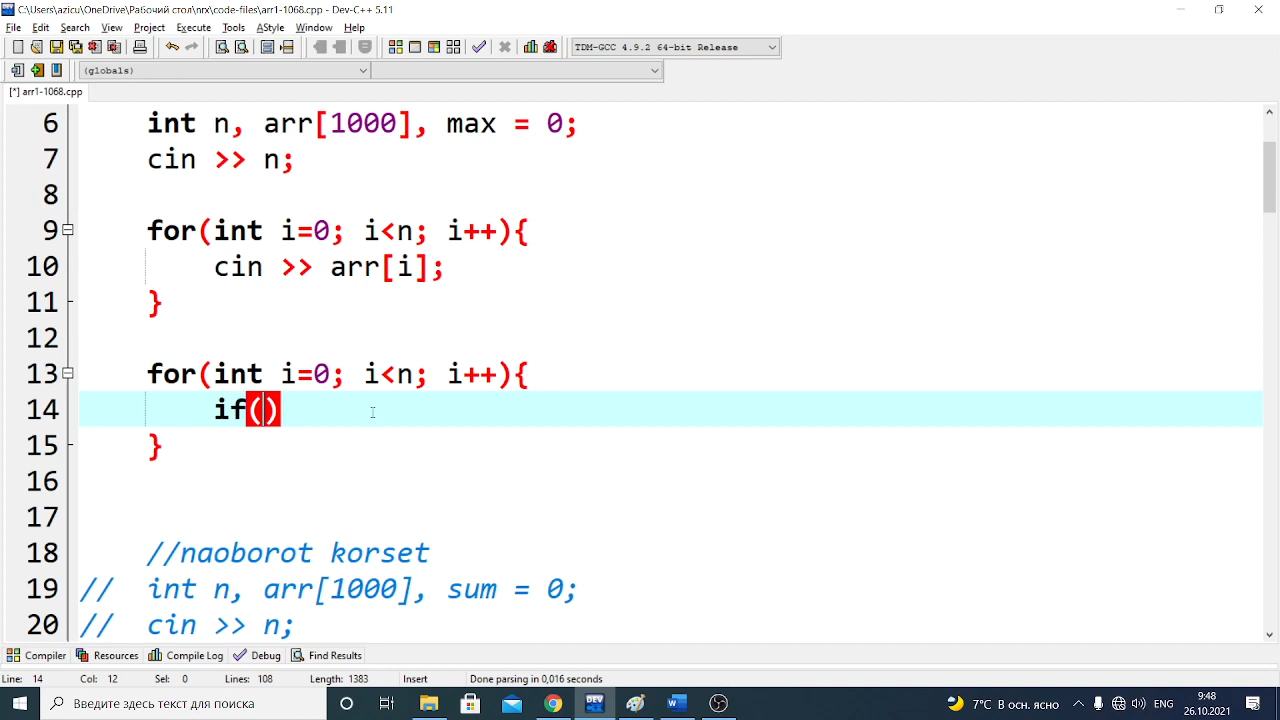 C:\Users\azicu\OneDrive\Рабочий стол\nrx\code-files\arr1-1068.cpp - Dev-C++ 5.11
File Edit Search View Project Execute Tools AStyle Window Help
TDM-GCC 4.9.2 64-bit Release
(globals)
[*] arr1-1068.cpp
6 int n, arr[1000], max = 0;
7 cin >> n;
8
9 for(int i=0; i<n; i++){
10 cin >> arr[i];
11 }
12
13 for(int i=0; i<n; i++){
14 if()
15 }
16
17
18 //naoborot korset
19 // int n, arr[1000], sum = 0;
20 // cin >> n;
Compiler Resources Compile Log Debug Find Results
Line: 14 Col: 12 Sel: 0 Lines: 108 Length: 1383 Insert Done parsing in 0,016 seconds
Введите здесь текст для поиска
DEV
7°C В осн. ясно ENG
9:48
26.10.2021